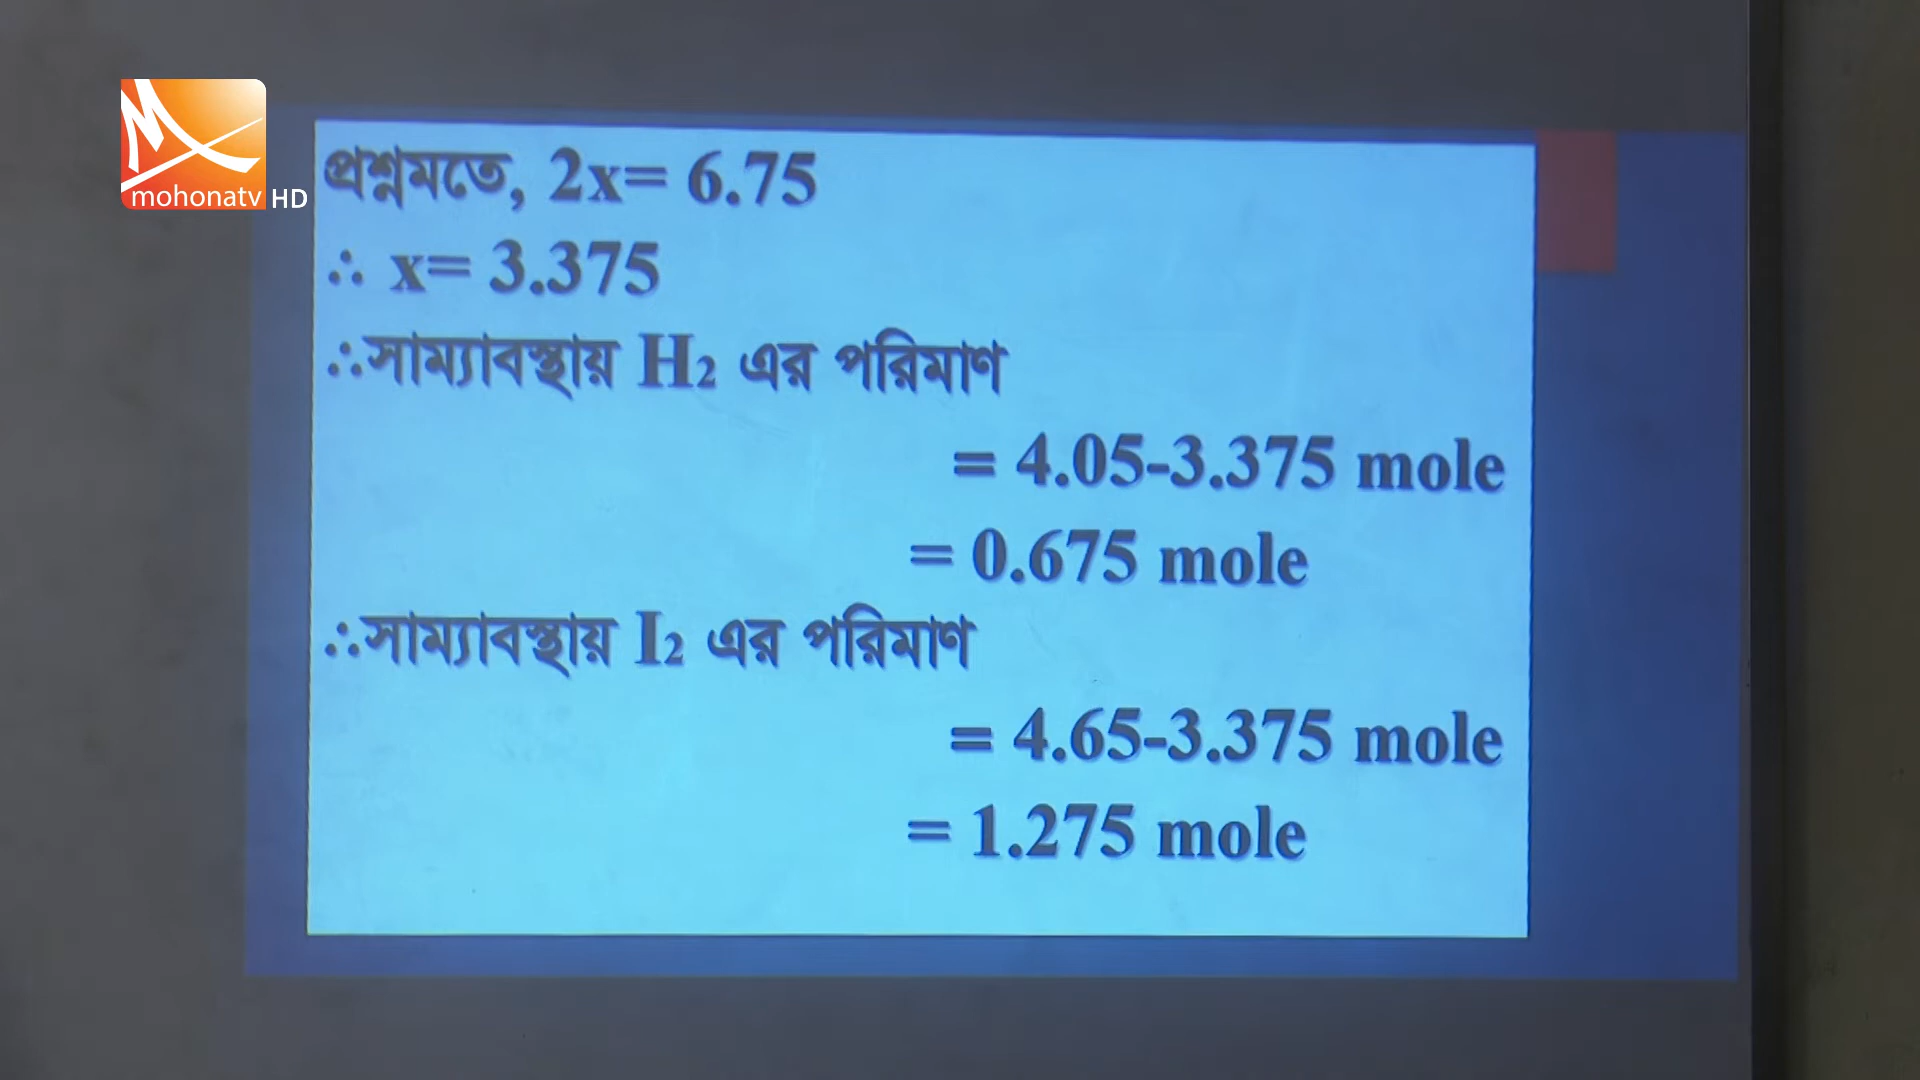 mohonatv HD
প্রশ্নমতে, 2x= 6.75
∴ x= 3.375
∴সাম্যাবস্থায় H₂ এর পরিমাণ
= 4.05-3.375 mole
= 0.675 mole
∴সাম্যাবস্থায় I₂ এর পরিমাণ
= 4.65-3.375 mole
= 1.275 mole